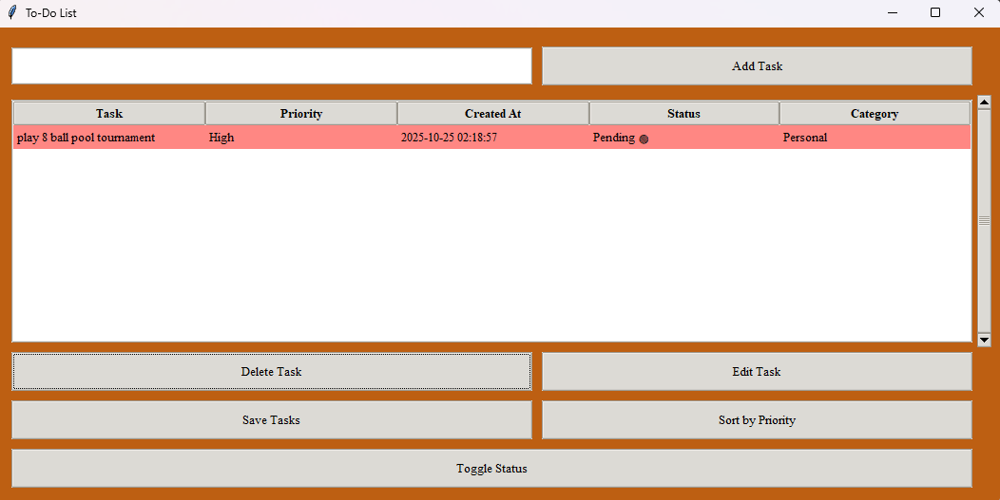 To-Do List
Add Task
Task Priority Created At Status Category
play 8 ball pool tournament High 2025-10-25 02:18:57 Pending Personal
Delete Task Edit Task
Save Tasks Sort by Priority
Toggle Status